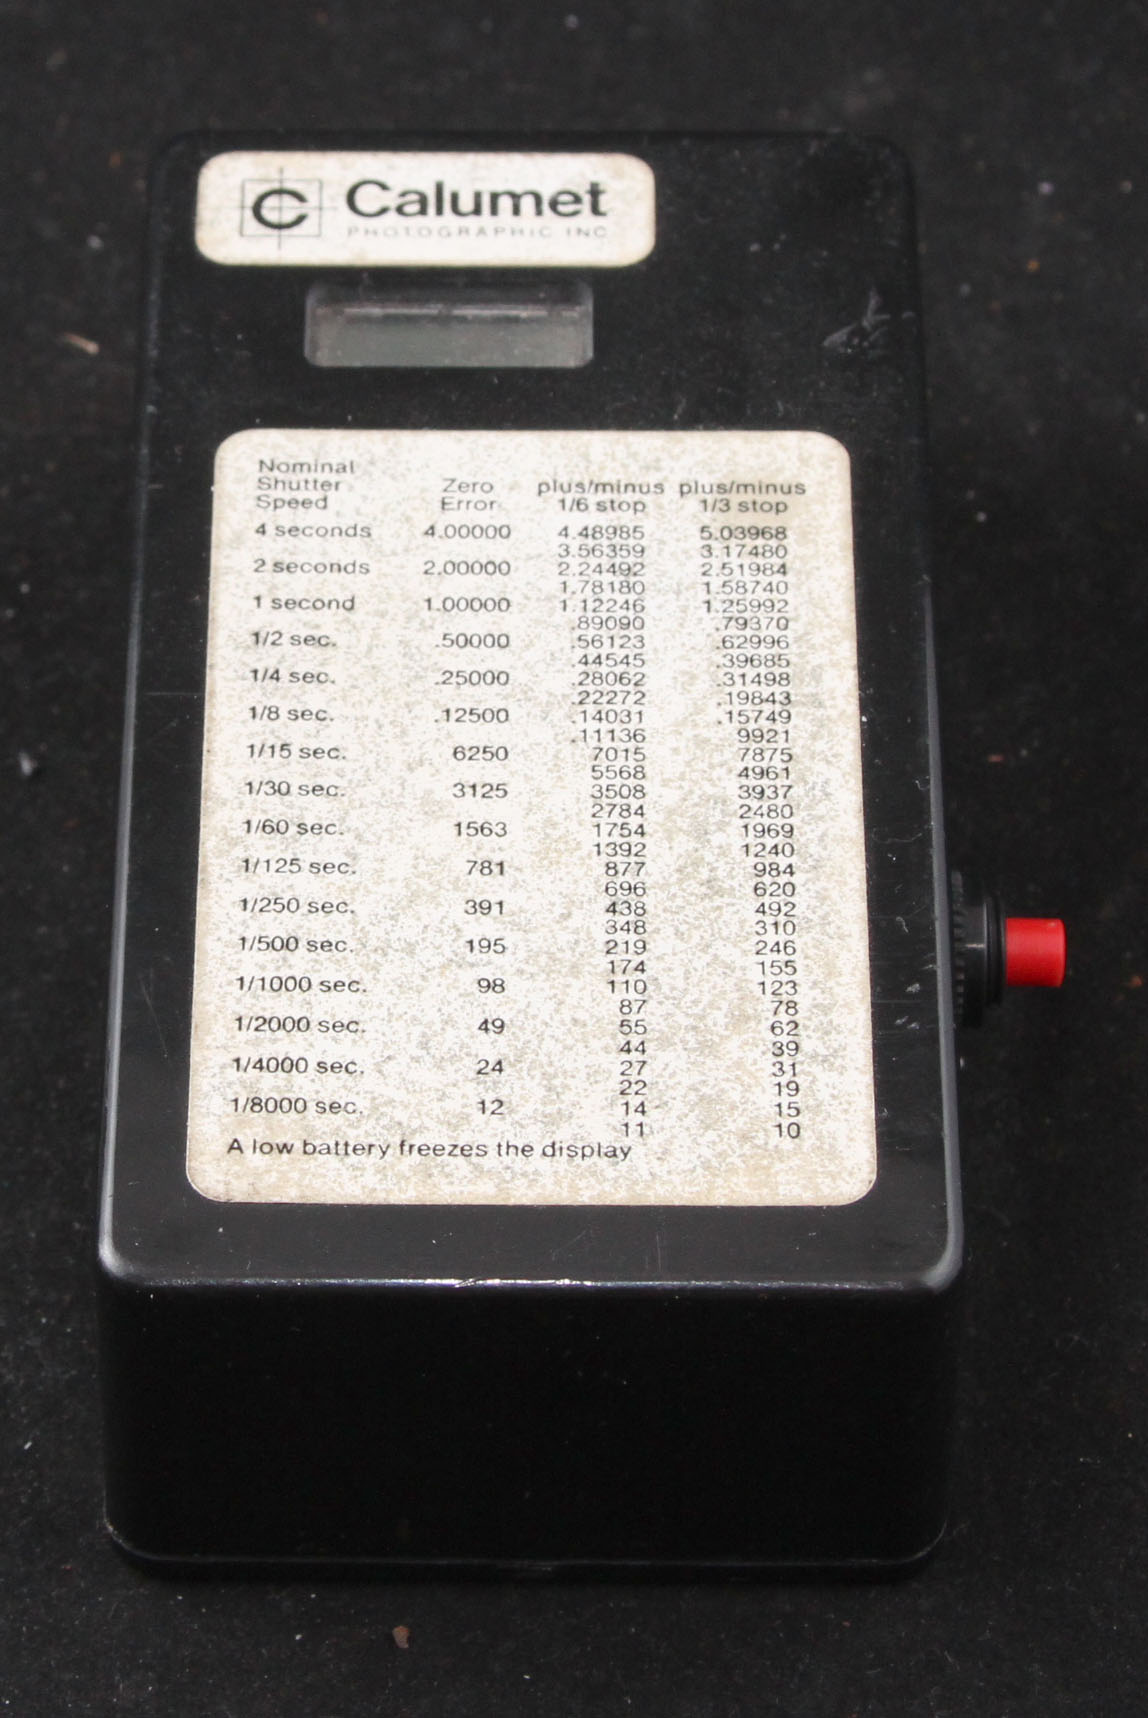 C Calumet
PHOTOGRAPHIC INC
Nominal
Shutter Zero plus/minus plus/minus
Speed Error 1/6 stop 1/3 stop
4 seconds 4.00000 4.48985 5.03968
3.56359 3.17480
2 seconds 2.00000 2.24492 2.51984
1.78180 1.58740
1 second 1.00000 1.12246 1.25992
.89090 .79370
1/2 sec. .50000 .56123 .62996
.44545 .39685
1/4 sec. .25000 .28062 .31498
.22272 .19843
1/8 sec. .12500 .14031 .15749
.11136 9921
1/15 sec. 6250 7015 7875
5568 4961
1/30 sec. 3125 3508 3937
2784 2480
1/60 sec. 1563 1754 1969
1392 1240
1/125 sec. 781 877 984
696 620
1/250 sec. 391 438 492
348 310
1/500 sec. 195 219 246
174 155
1/1000 sec. 98 110 123
87 78
1/2000 sec. 49 55 62
44 39
1/4000 sec. 24 27 31
22 19
1/8000 sec. 12 14 15
11 10
A low battery freezes the display